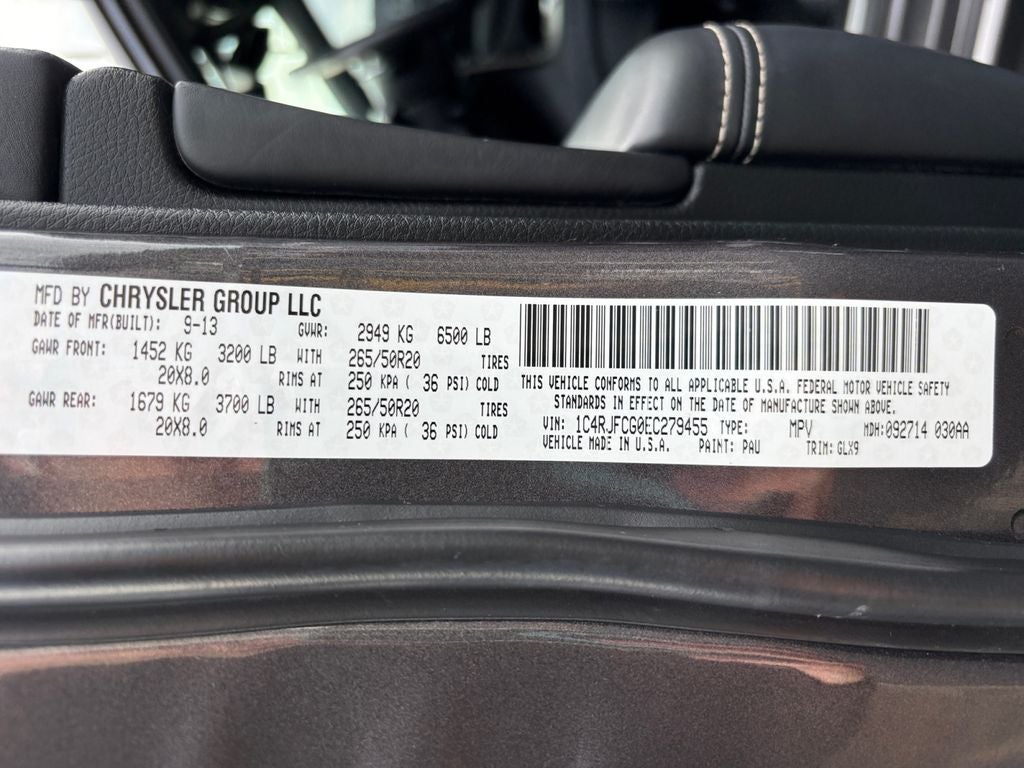 MFD BY CHRYSLER GROUP LLC
DATE OF MFR(BUILT): 9-13 GVWR: 2949 KG 6500 LB
GAWR FRONT: 1452 KG 3200 LB WITH 265/50R20 TIRES
20X8.0 RIMS AT 250 KPA ( 36 PSI) COLD
GAWR REAR: 1679 KG 3700 LB WITH 265/50R20 TIRES
20X8.0 RIMS AT 250 KPA ( 36 PSI) COLD
THIS VEHICLE CONFORMS TO ALL APPLICABLE U.S.A. FEDERAL MOTOR VEHICLE SAFETY
STANDARDS IN EFFECT ON THE DATE OF MANUFACTURE SHOWN ABOVE.
VIN: 1C4RJFCG0EC279455 TYPE: MPV MDH:092714 030AA
VEHICLE MADE IN U.S.A. PAINT: PAU TRIM: GLX9